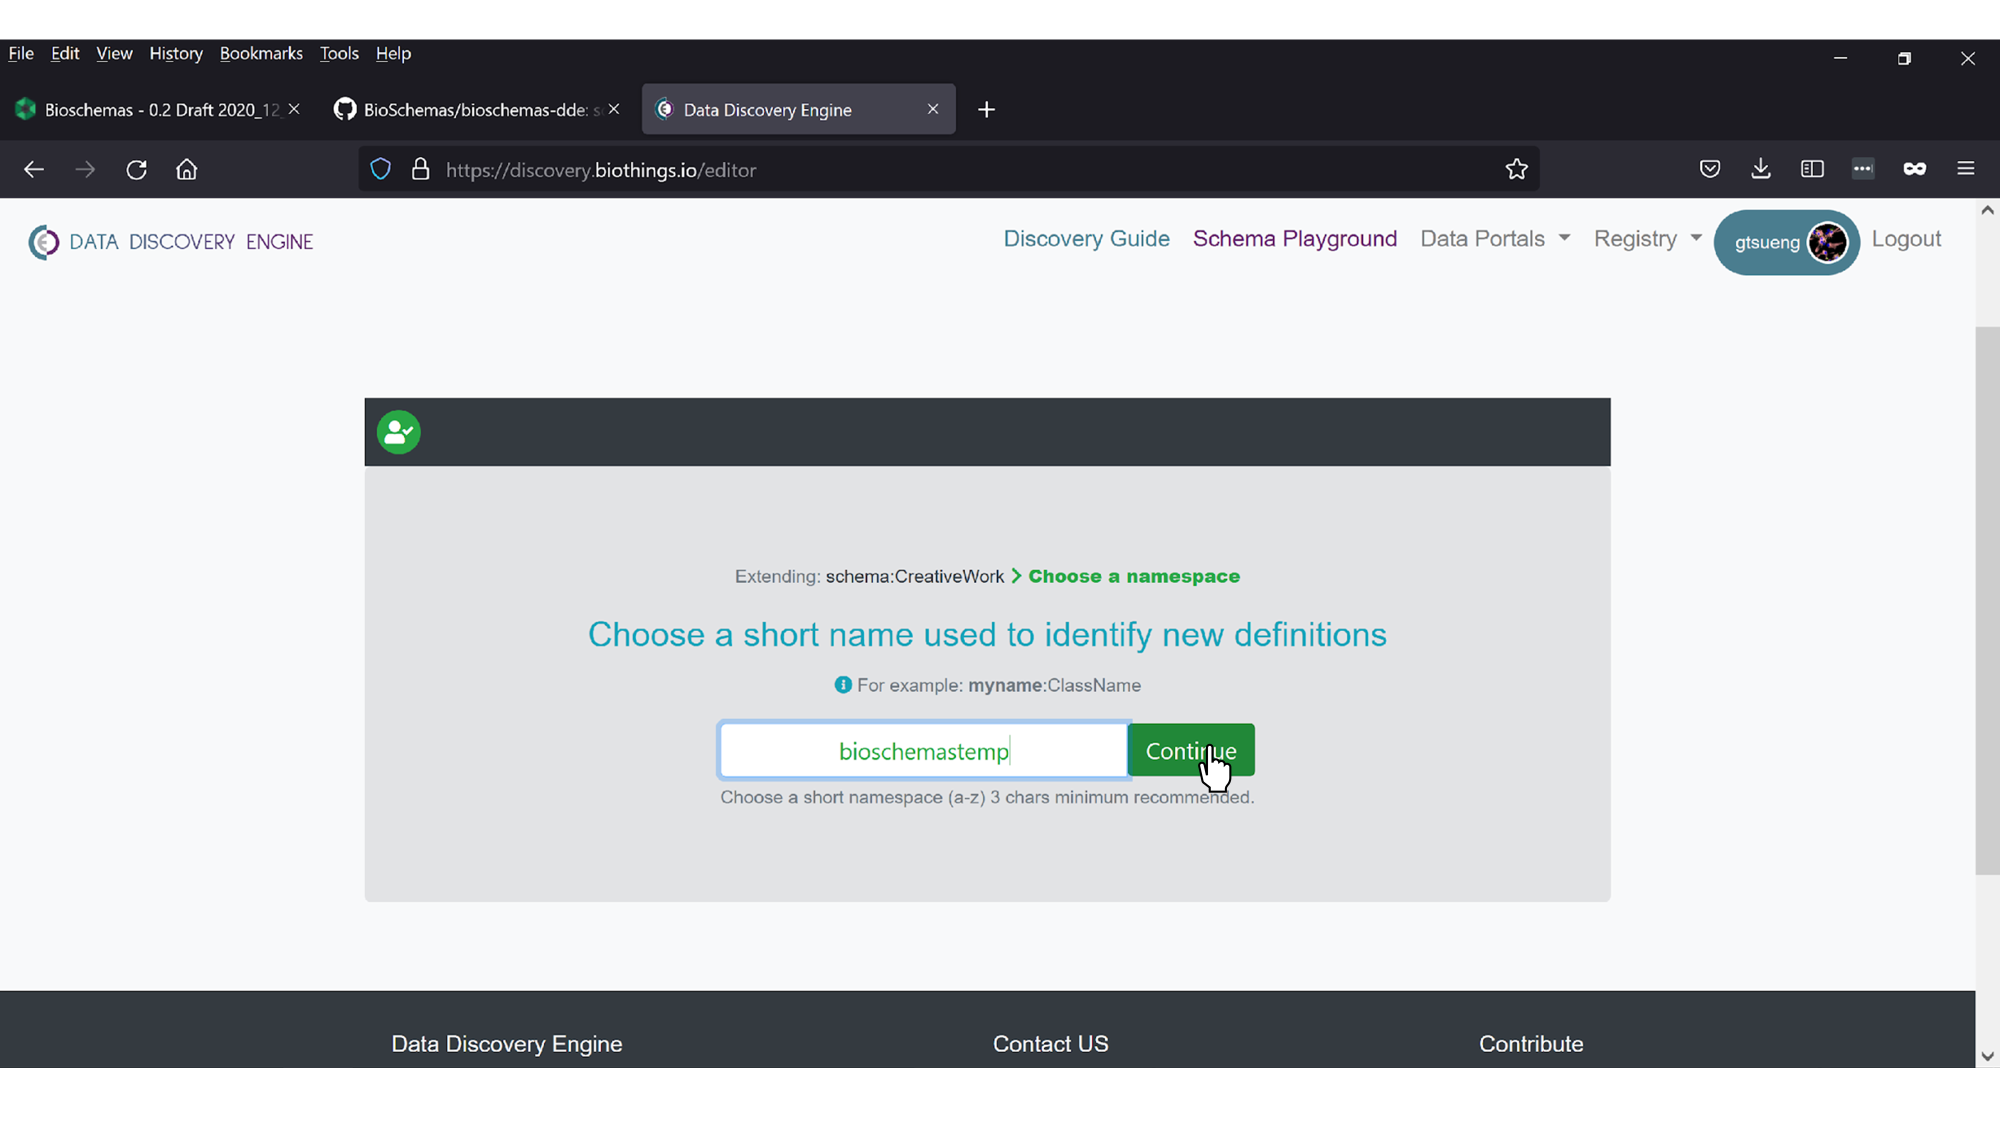 File Edit View History Bookmarks Tools Help
Bioschemas - 0.2 Draft 2020_12 BioSchemas/bioschemas-dde: s Data Discovery Engine
https://discovery.biothings.io/editor
DATA DISCOVERY ENGINE Discovery Guide Schema Playground Data Portals Registry gtsueng Logout
Extending: schema:CreativeWork Choose a namespace
Choose a short name used to identify new definitions
For example: myname:ClassName
bioschemastemp Continue
Choose a short namespace (a-z) 3 chars minimum recommended.
Data Discovery Engine Contact US Contribute